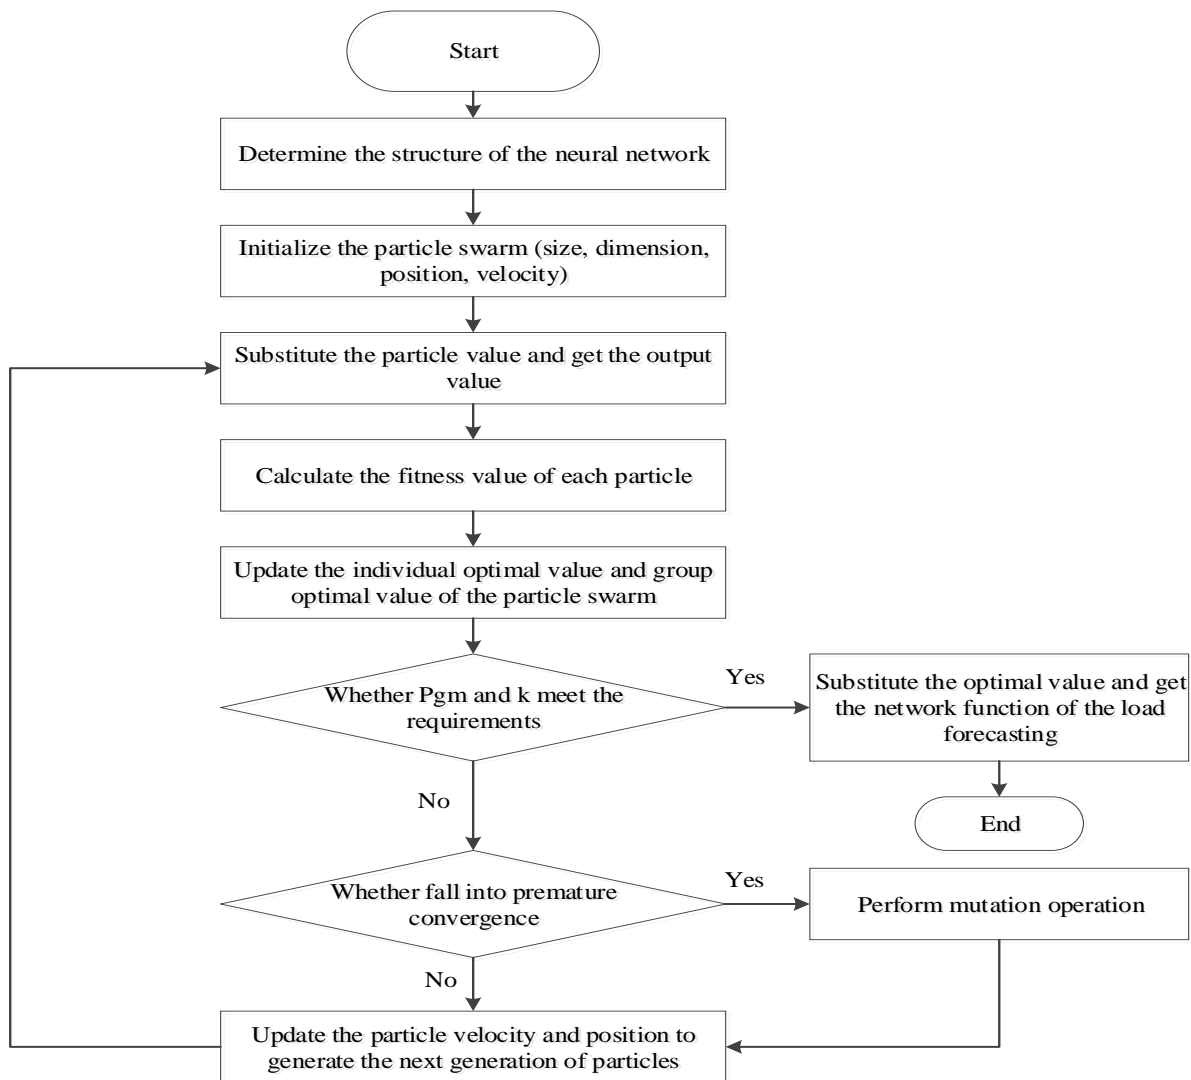 Start
Determine the structure of the neural network
Initialize the particle swarm (size, dimension,
position, velocity)
Substitute the particle value and get the output
value
Calculate the fitness value of each particle
Update the individual optimal value and group
optimal value of the particle swarm
Whether Pgm and k meet the
requirements
Yes
Substitute the optimal value and get
the network function of the load
forecasting
No
End
Whether fall into premature
convergence
Yes
Perform mutation operation
No
Update the particle velocity and position to
generate the next generation of particles